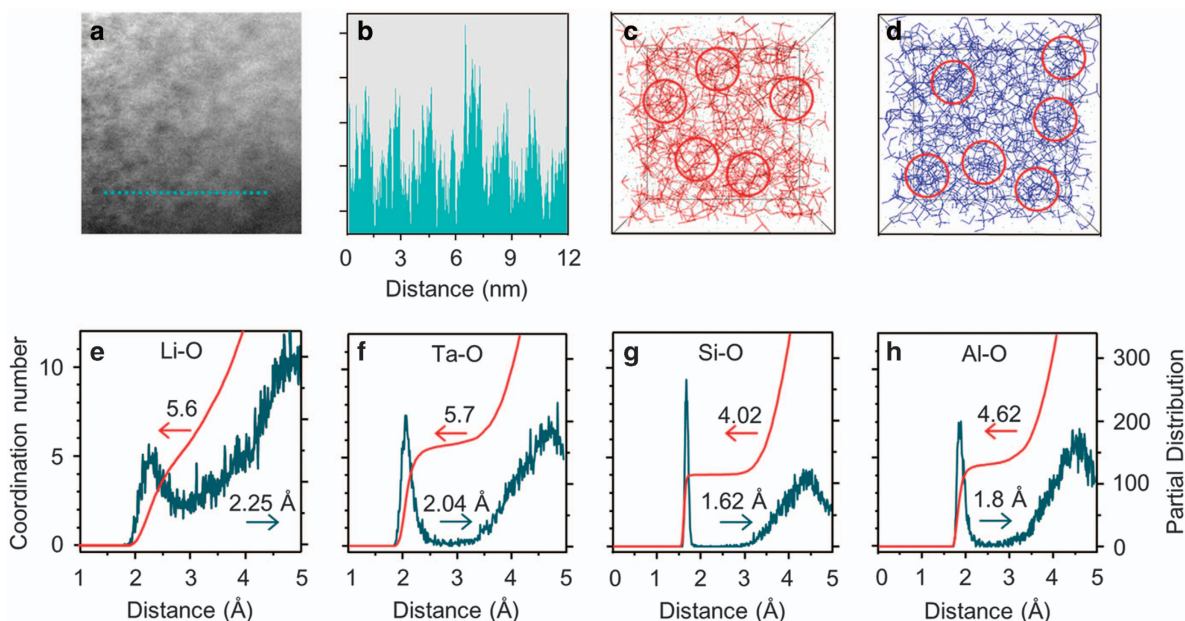 a
b
c
d
0 3 6 9 12
Distance (nm)
e
Li-O
10
5
0
Coordination number
5.6
2.25 Å
1 2 3 4 5
Distance (Å)
f
Ta-O
5.7
2.04 Å
1 2 3 4 5
Distance (Å)
g
Si-O
4.02
1.62 Å
0 1 2 3 4 5
Distance (Å)
h
Al-O
4.62
1.8 Å
0 1 2 3 4 5
Distance (Å)
300
200
100
0
Partial Distribution